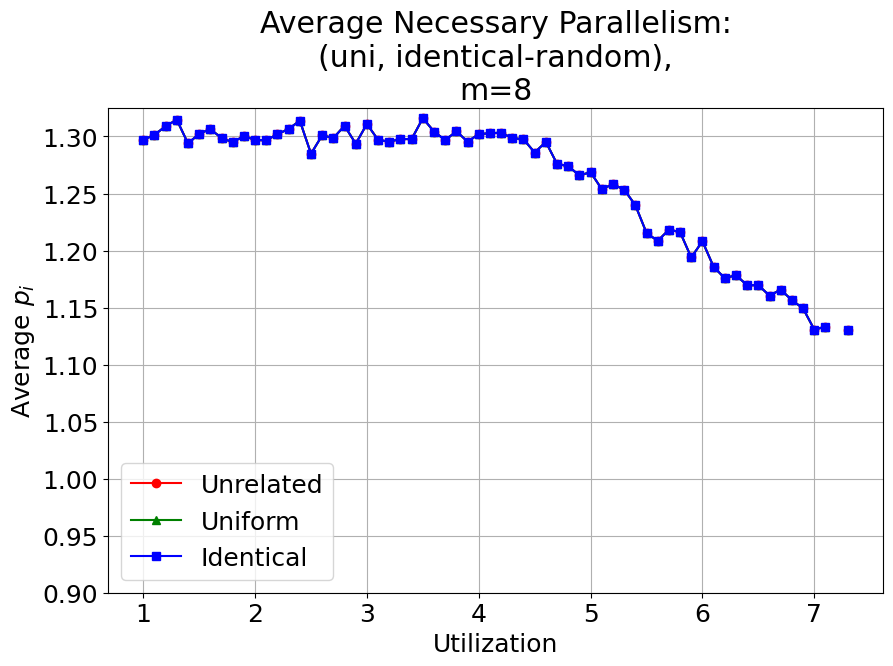 Average Necessary Parallelism:
(uni, identical-random),
m=8
Average p_i
1.30
1.25
1.20
1.15
1.10
1.05
1.00
0.95
0.90
Unrelated
Uniform
Identical
1 2 3 4 5 6 7
Utilization